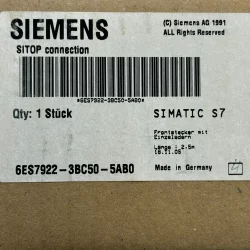 SIEMENS
(C) Siemens AG 1991
ALL Rights Reserved
SITOP connection
*6ES7922-3BC50-5AB0*
Qty: 1 Stück
SIMATIC S7
Frontstecker mit
Einzeladern
Länge : 2.5m
6ES7922-3BC50-5AB0
Made in Germany